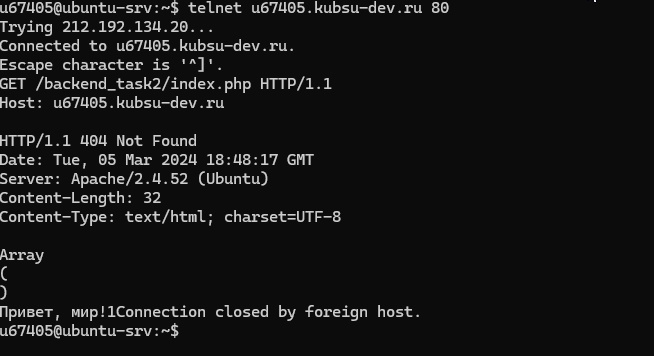 u67405@ubuntu-srv:~$ telnet u67405.kubsu-dev.ru 80
Trying 212.192.134.20...
Connected to u67405.kubsu-dev.ru.
Escape character is '^]'.
GET /backend_task2/index.php HTTP/1.1
Host: u67405.kubsu-dev.ru

HTTP/1.1 404 Not Found
Date: Tue, 05 Mar 2024 18:48:17 GMT
Server: Apache/2.4.52 (Ubuntu)
Content-Length: 32
Content-Type: text/html; charset=UTF-8

Array
(
)
Привет, мир!1Connection closed by foreign host.
u67405@ubuntu-srv:~$